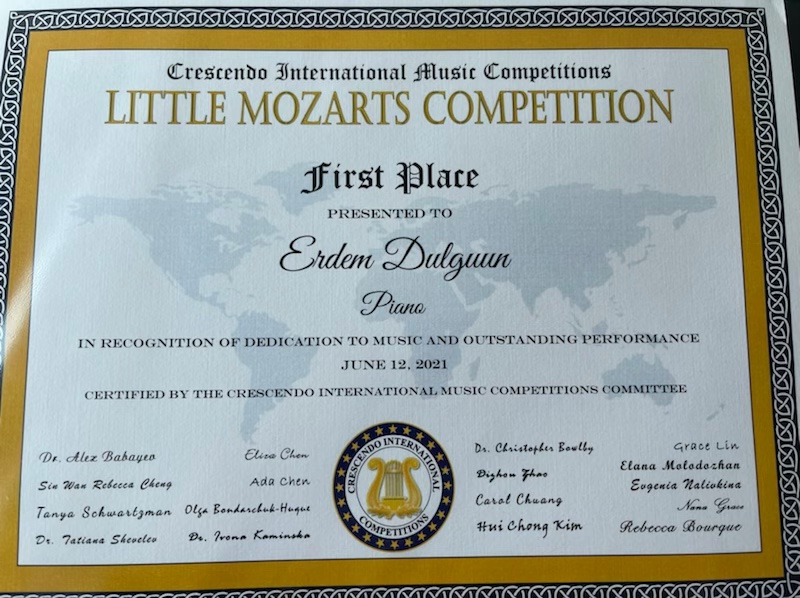 Crescendo International Music Competitions
LITTLE MOZARTS COMPETITION
First Place
PRESENTED TO
Erdem Dulguun
Piano
IN RECOGNITION OF DEDICATION TO MUSIC AND OUTSTANDING PERFORMANCE
JUNE 12, 2021
CERTIFIED BY THE CRESCENDO INTERNATIONAL MUSIC COMPETITIONS COMMITTEE
Dr. Alex Babayev
Sin Wan Rebecca Cheng
Tanya Schwartzman
Dr. Tatiana Shevelev
Elisa Chen
Ada Chen
Olga Bondarchuk-Huque
Dr. Ivona Kaminska
CRESCENDO INTERNATIONAL
COMPETITIONS
Dr. Christopher Bowlby
Dizhou Zhao
Carol Chuang
Hui Chong Kim
Grace Lin
Elana Molodozhan
Evgenia Nalivkina
Nana Grace
Rebecca Bourque